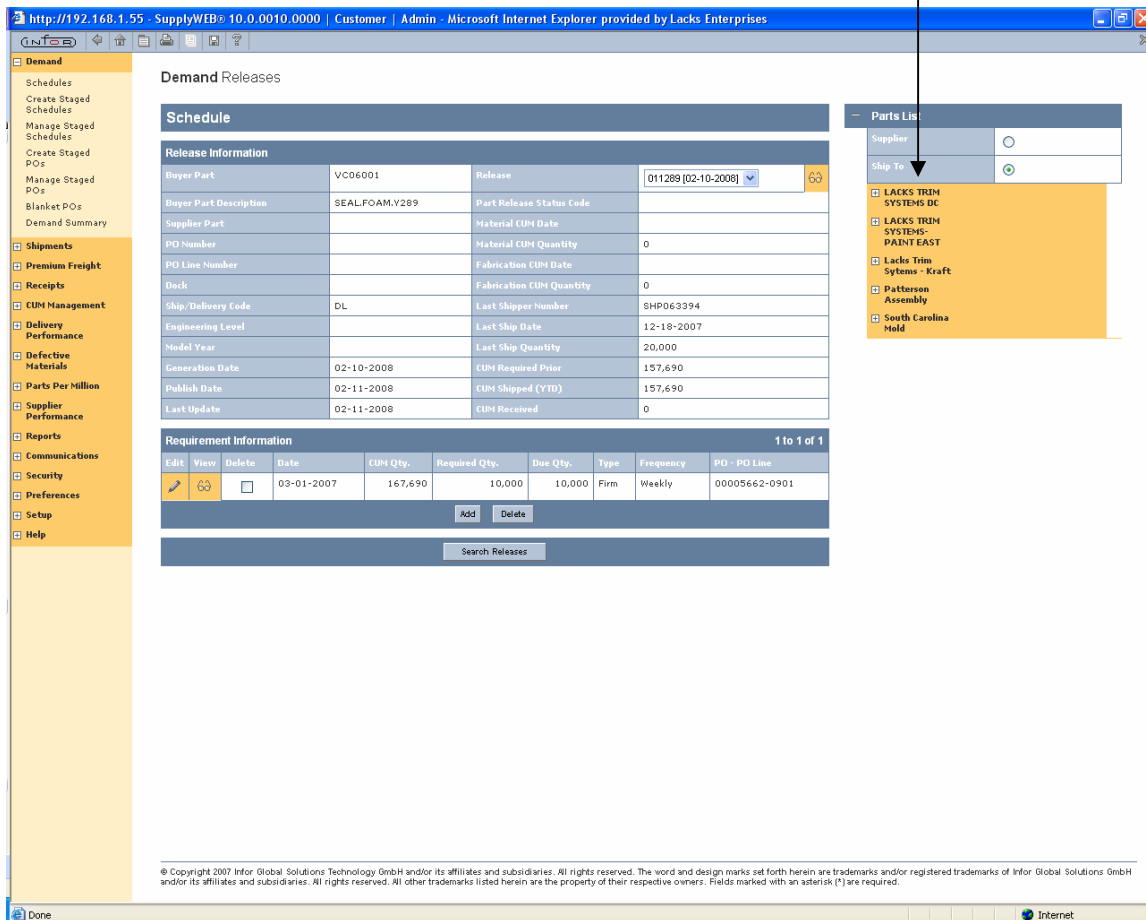 http://192.168.1.55 - SupplyWEB® 10.0.0010.0000 | Customer | Admin - Microsoft Internet Explorer provided by Lacks Enterprises
infor
Demand
Schedules
Create Staged
Schedules
Manage Staged
Schedules
Create Staged
POs
Manage Staged
POs
Blanket POs
Demand Summary
Shipments
Premium Freight
Receipts
CUM Management
Delivery
Performance
Defective
Materials
Parts Per Million
Supplier
Performance
Reports
Communications
Security
Preferences
Setup
Help
Demand Releases
Schedule
Release Information
Buyer Part VC06001 Release 011289 [02-10-2008]
Buyer Part Description SEAL.FOAM.Y289 Part Release Status Code
Supplier Part Material CUM Date
PO Number Material CUM Quantity 0
PO Line Number Fabrication CUM Date
Dock Fabrication CUM Quantity 0
Ship/Delivery Code DL Last Shipper Number SHP063394
Engineering Level Last Ship Date 12-18-2007
Model Year Last Ship Quantity 20,000
Generation Date 02-10-2008 CUM Required Prior 157,690
Publish Date 02-11-2008 CUM Shipped (YTD) 157,690
Last Update 02-11-2008 CUM Received 0
Requirement Information 1 to 1 of 1
Edit View Delete Date CUM Qty. Required Qty. Due Qty. Type Frequency PO - PO Line
03-01-2007 167,690 10,000 10,000 Firm Weekly 00005662-0901
Add Delete
Search Releases
Parts List
Supplier
Ship To
LACKS TRIM
SYSTEMS DC
LACKS TRIM
SYSTEMS-
PAINT EAST
Lacks Trim
Sytems - Kraft
Patterson
Assembly
South Carolina
Mold
© Copyright 2007 Infor Global Solutions Technology GmbH and/or its affiliates and subsidiaries. All rights reserved. The word and design marks set forth herein are trademarks and/or registered trademarks of Infor Global Solutions GmbH
and/or its affiliates and subsidiaries. All rights reserved. All other trademarks listed herein are the property of their respective owners. Fields marked with an asterisk (*) are required.
Done
Internet